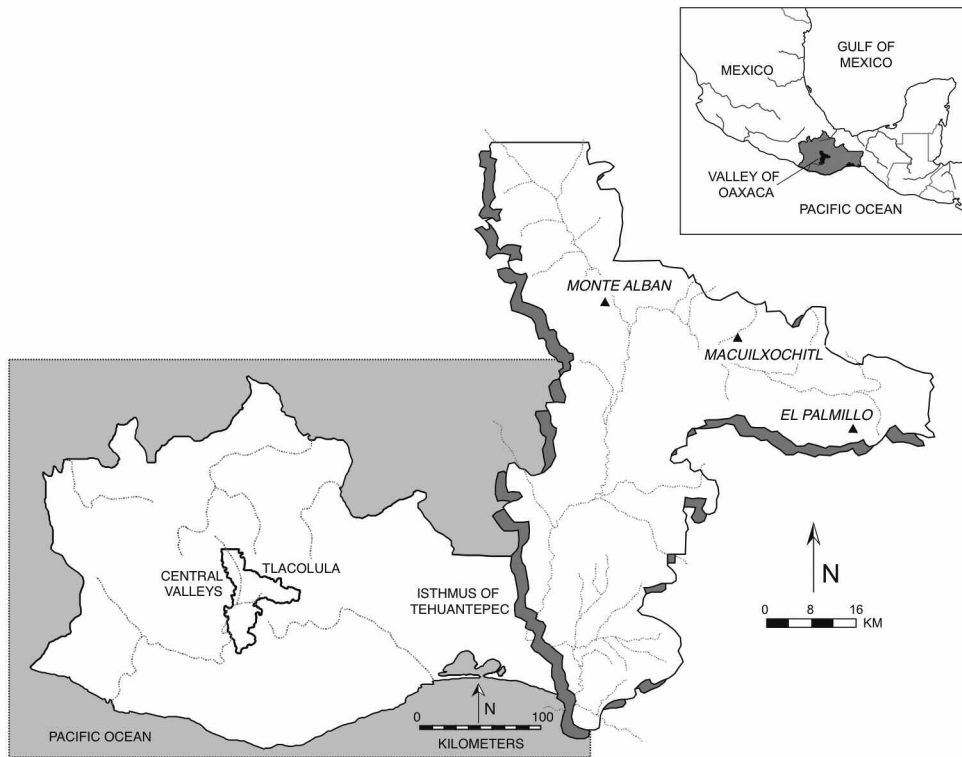 GULF OF
MEXICO
MEXICO
VALLEY OF
OAXACA
PACIFIC OCEAN
MONTE ALBAN
MACUILXOCHITL
EL PALMILLO
N
0 8 16
KM
CENTRAL
VALLEYS
TLACOLULA
ISTHMUS OF
TEHUANTEPEC
N
0 100
KILOMETERS
PACIFIC OCEAN